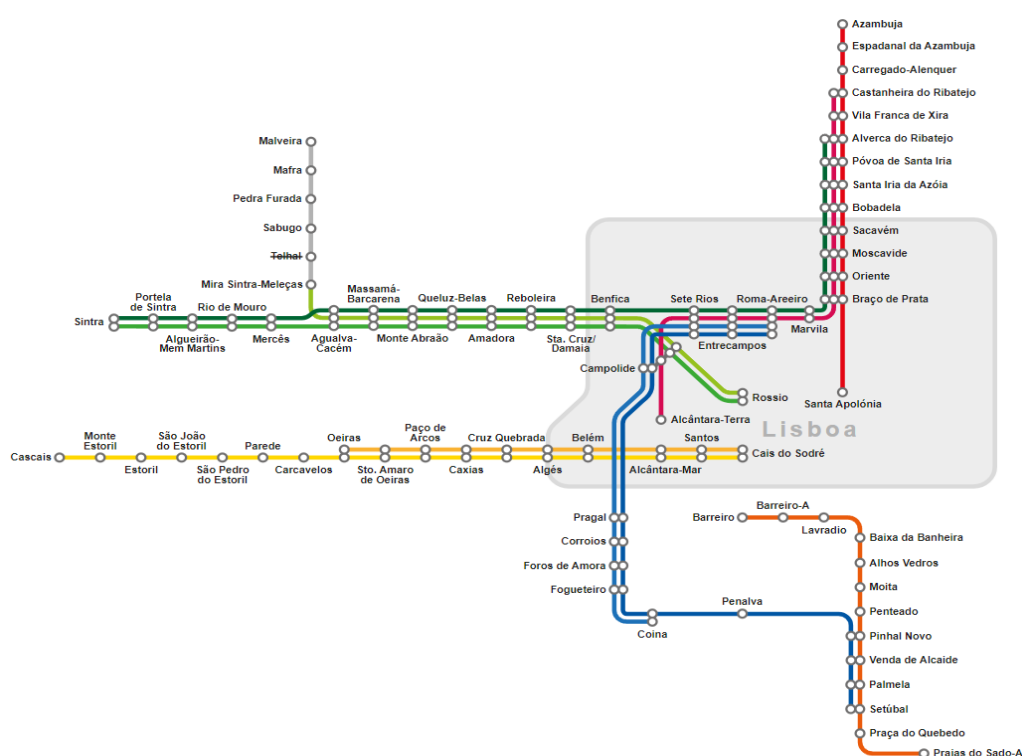 Azambuja
Espadanal da Azambuja
Carregado-Alenquer
Castanheira do Ribatejo
Vila Franca de Xira
Alverca do Ribatejo
Póvoa de Santa Iria
Santa Iria da Azóia
Bobadela
Sacavém
Moscavide
Oriente
Braço de Prata
Malveira
Mafra
Pedra Furada
Sabugo
Telhal
Mira Sintra-Meleças
Sintra
Portela
de Sintra
Algueirão-
Mem Martins
Rio de Mouro
Mercês
Agualva-
Cacém
Massamá-
Barcarena
Monte Abraão
Queluz-Belas
Amadora
Reboleira
Sta. Cruz/
Damaia
Benfica
Sete Rios
Entrecampos
Roma-Areeiro
Marvila
Campolide
Rossio
Santa Apolónia
Alcântara-Terra
Lisboa
Cascais
Monte
Estoril
Estoril
São João
do Estoril
São Pedro
do Estoril
Parede
Carcavelos
Oeiras
Sto. Amaro
de Oeiras
Paço de
Arcos
Caxias
Cruz Quebrada
Algés
Belém
Alcântara-Mar
Santos
Cais do Sodré
Pragal
Corroios
Foros de Amora
Fogueteiro
Coina
Penalva
Barreiro
Barreiro-A
Lavradio
Baixa da Banheira
Alhos Vedros
Moita
Penteado
Pinhal Novo
Venda de Alcaide
Palmela
Setúbal
Praça do Quebedo
Praias do Sado-A